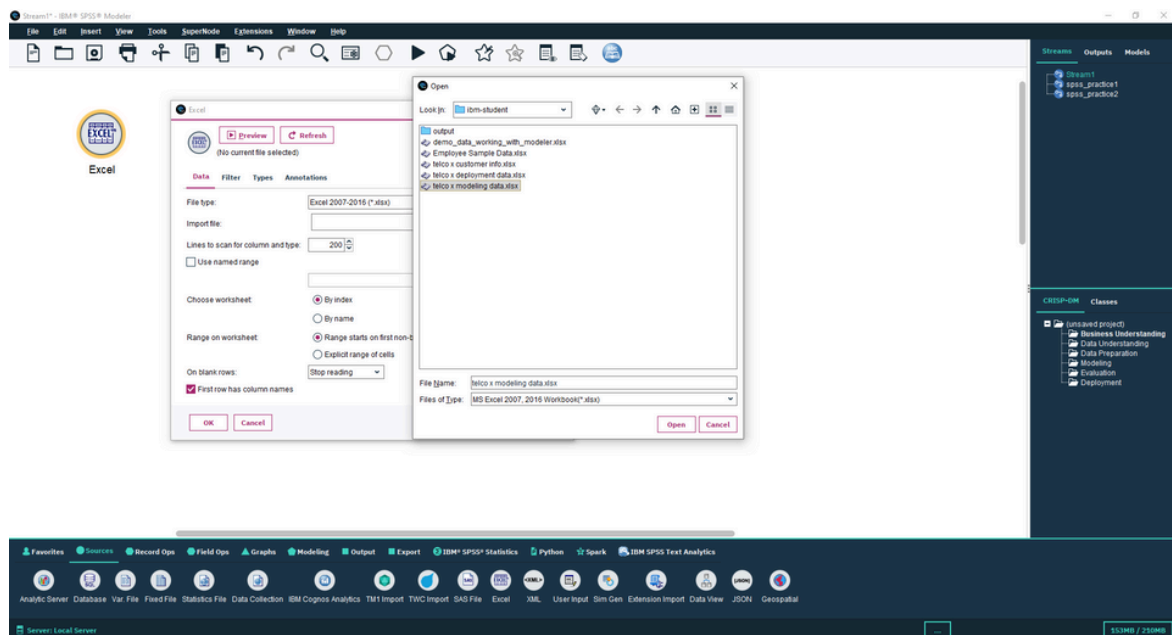 Stream1* - IBM® SPSS® Modeler
File Edit Insert View Tools SuperNode Extensions Window Help
Streams Outputs Models
Stream1
spss_practice1
spss_practice2
EXCEL
Excel
Excel
Preview Refresh
(No current file selected)
Data Filter Types Annotations
File type: Excel 2007-2016 (*.xlsx)
Import file:
Lines to scan for column and type: 200
Use named range
Choose worksheet: By index
By name
Range on worksheet: Range starts on first non-b
Explicit range of cells
On blank rows: Stop reading
First row has column names
OK Cancel
Open
Look In: ibm-student
output
demo_data_working_with_modeler.xlsx
Employee Sample Data.xlsx
telco x customer info.xlsx
telco x deployment data.xlsx
telco x modeling data.xlsx
File Name: telco x modeling data.xlsx
Files of Type: MS Excel 2007, 2016 Workbook(*.xlsx)
Open Cancel
CRISP-DM Classes
(unsaved project)
Business Understanding
Data Understanding
Data Preparation
Modeling
Evaluation
Deployment
Favorites Sources Record Ops Field Ops Graphs Modeling Output Export IBM® SPSS® Statistics Python Spark IBM SPSS Text Analytics
Analytic Server Database Var. File Fixed File Statistics File Data Collection IBM Cognos Analytics TM1 Import TWC Import SAS File Excel XML User Input Sim Gen Extension Import Data View JSON Geospatial
Server: Local Server
... 153MB / 210MB